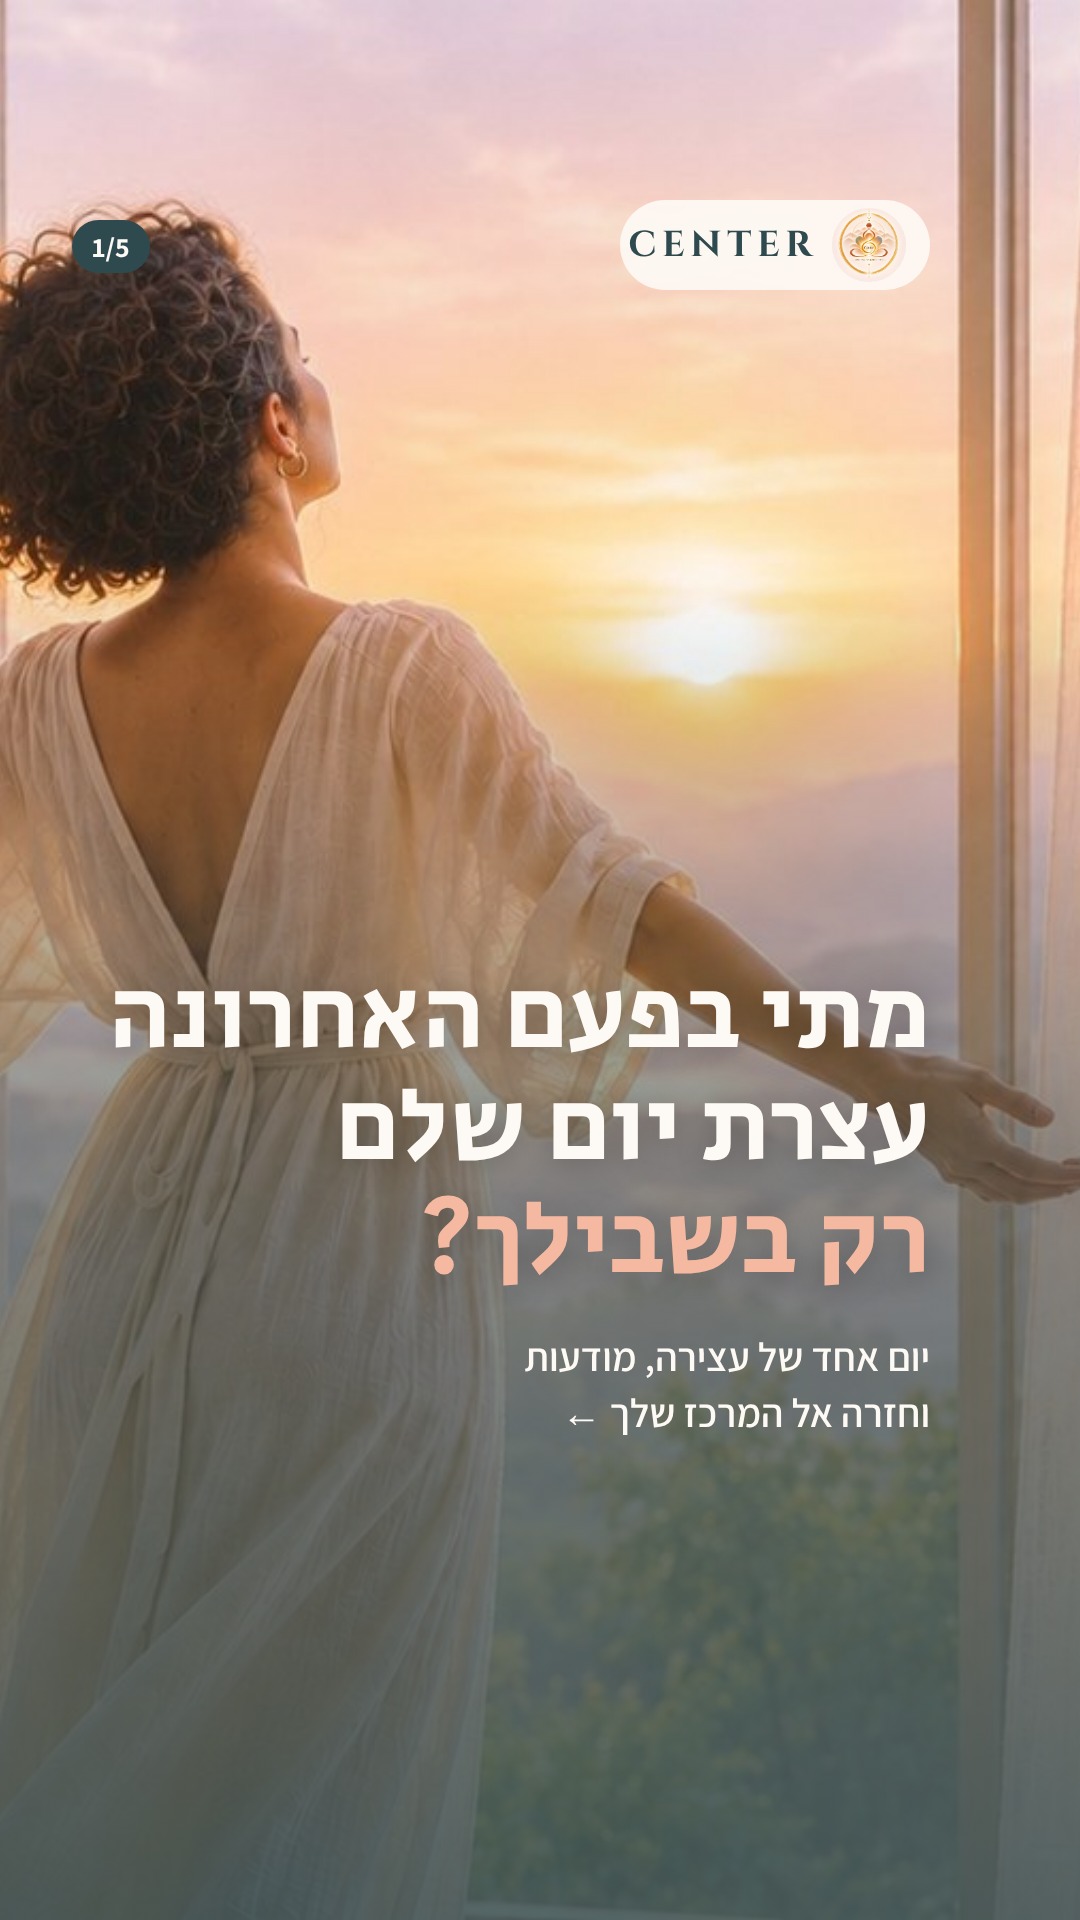 1/5
CENTER
מתי בפעם האחרונה
עצרת יום שלם
רק בשבילך?
יום אחד של עצירה, מודעות
וחזרה אל המרכז שלך ←